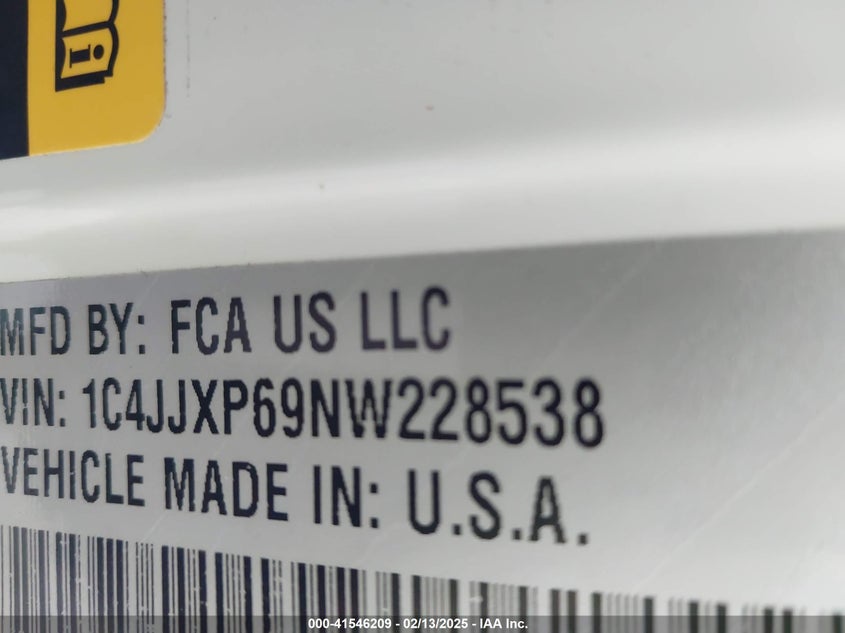 MFD BY: FCA US LLC
VIN: 1C4JJXP69NW228538
VEHICLE MADE IN: U.S.A.
000-41546209 - 02/13/2025 - IAA Inc.